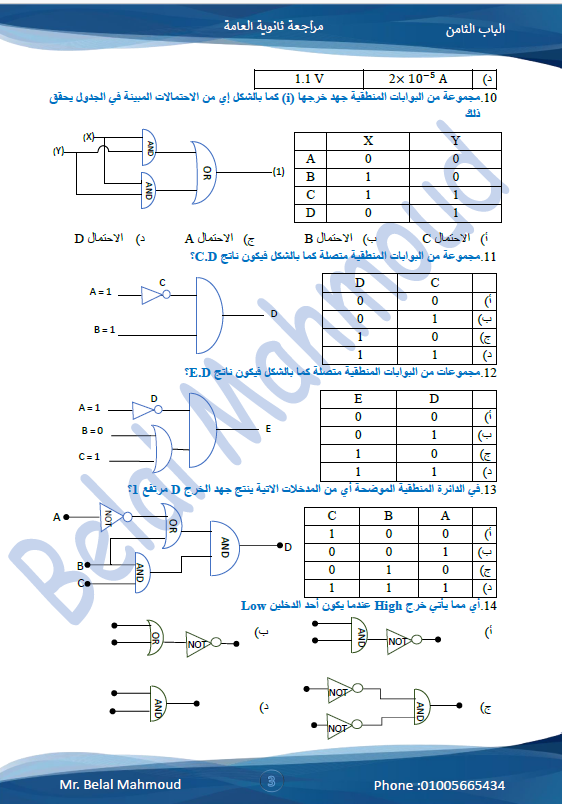 الباب الثامن
مراجعة ثانوية العامة
د) 2× 10⁻⁵ A 1.1 V
10.مجموعة من البوابات المنطقية جهد خرجها (i) كما بالشكل إي من الاحتمالات المبينة في الجدول يحقق
ذلك
(X)
(Y)
AND
AND
OR
(1)
X Y
A 0 0
B 1 0
C 1 1
D 0 1
أ) الاحتمال C ب) الاحتمال B ج) الاحتمال A د) الاحتمال D
11.مجموعة من البوابات المنطقية متصلة كما بالشكل فيكون ناتج C.D؟
A = 1
C
B = 1
D
D C
0 0 أ)
0 1 ب)
1 0 ج)
1 1 د)
12.مجموعات من البوابات المنطقية متصلة كما بالشكل فيكون ناتج E.D؟
A = 1
D
B = 0
C = 1
E
E D
0 0 أ)
0 1 ب)
1 0 ج)
1 1 د)
13.في الدائرة المنطقية الموضحة أي من المدخلات الاتية ينتج جهد الخرج D مرتفع 1؟
A
NOT
OR
B
C
AND
AND
D
C B A
1 0 0 أ)
0 0 1 ب)
0 1 0 ج)
1 1 1 د)
14.أي مما يأتي خرج High عندما يكون أحد الدخلين Low
أ) AND NOT
ب) OR NOT
ج) NOT NOT AND
د) AND
Belal Mahmoud
Mr. Belal Mahmoud
3
Phone :01005665434